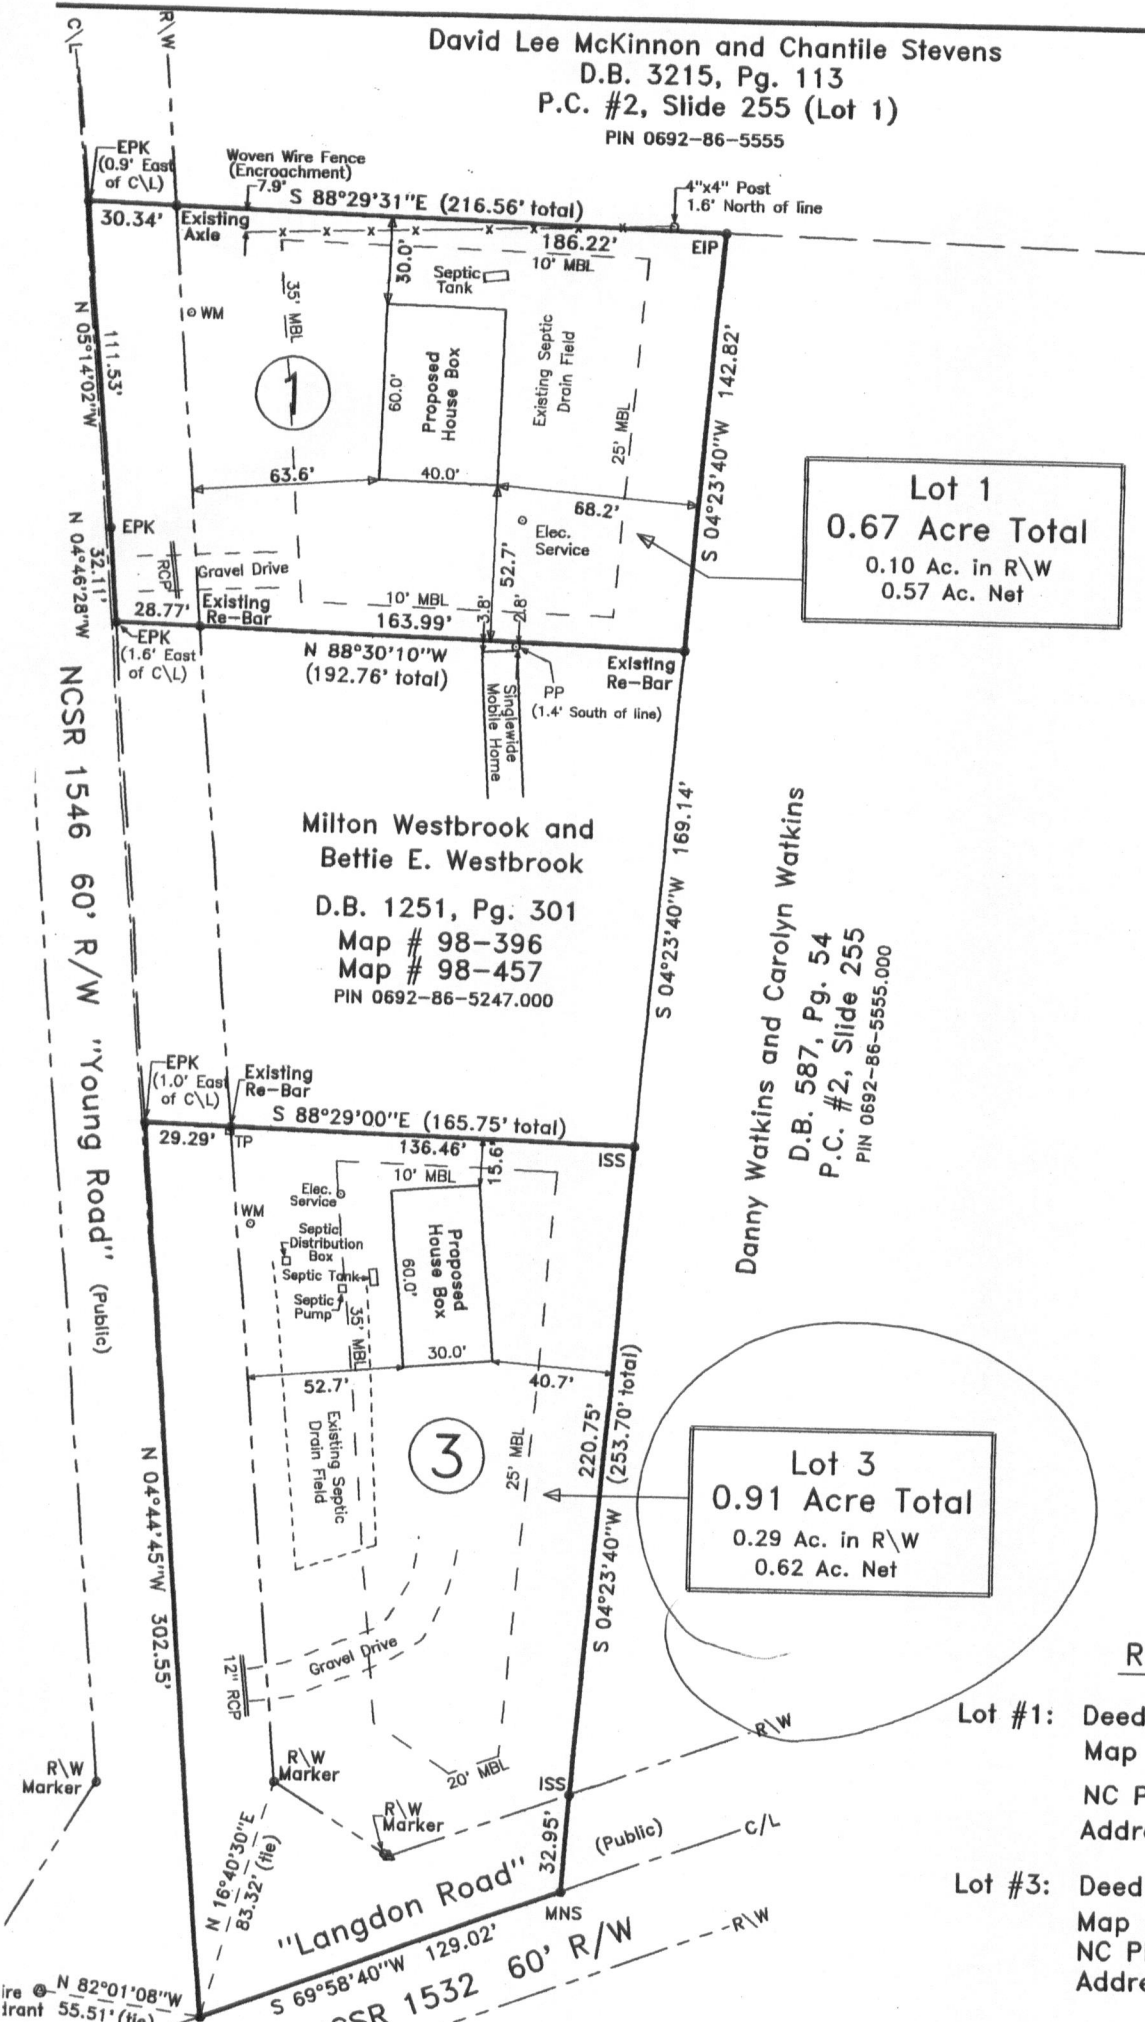 C/L
R\W
David Lee McKinnon and Chantile Stevens
D.B. 3215, Pg. 113
P.C. #2, Slide 255 (Lot 1)
PIN 0692-86-5555
EPK
(0.9' East
of C\L)
Woven Wire Fence
(Encroachment)
7.9'
S 88°29'31"E (216.56' total)
4"x4" Post
1.6' North of line
30.34'
Existing
Axle
186.22'
EIP
10' MBL
30.0'
Septic
Tank
35' MBL
WM
N 05°14'02"W
111.53'
1
60.0'
Proposed
House Box
Existing Septic
Drain Field
25' MBL
S 04°23'40"W 142.82'
63.6'
40.0'
68.2'
Lot 1
0.67 Acre Total
0.10 Ac. in R\W
0.57 Ac. Net
EPK
Elec.
Service
52.7'
N 04°46'28"W
32.11'
RCP
Gravel Drive
28.77'
Existing
Re-Bar
10' MBL
163.99'
3.8'
2.8'
EPK
(1.6' East
of C\L)
N 88°30'10"W
(192.76' total)
Existing
Re-Bar
PP
(1.4' South of line)
Singlewide
Mobile Home
NCSR 1546 60' R/W "Young Road" (Public)
Milton Westbrook and
Bettie E. Westbrook
D.B. 1251, Pg. 301
Map # 98-396
Map # 98-457
PIN 0692-86-5247.000
S 04°23'40"W 169.14'
Danny Watkins and Carolyn Watkins
D.B. 587, Pg. 54
P.C. #2, Slide 255
PIN 0692-86-5555.000
EPK
(1.0' East
of C\L)
Existing
Re-Bar
S 88°29'00"E (165.75' total)
29.29'
TP
136.46'
15.6'
ISS
10' MBL
Elec.
Service
WM
Septic
Distribution
Box
Septic Tank
Septic
Pump
35' MBL
60.0'
Proposed
House Box
30.0'
52.7'
40.7'
Existing Septic
Drain Field
3
25' MBL
220.75'
(253.70' total)
S 04°23'40"W
Lot 3
0.91 Acre Total
0.29 Ac. in R\W
0.62 Ac. Net
N 04°44'45"W 302.55'
Gravel Drive
12" RCP
R\W
Marker
R\W
Marker
20' MBL
ISS
R\W
R\W
Marker
32.95'
(Public)
C/L
N 16°40'30"E
83.32' (tie)
"Langdon Road"
MNS
R\W
S 69°58'40"W 129.02'
SR 1532 60' R/W
N 82°01'08"W
55.51' (tie)
R
Lot #1: Deed
Map
NC P
Addr
Lot #3: Deed
Map
NC P
Addre